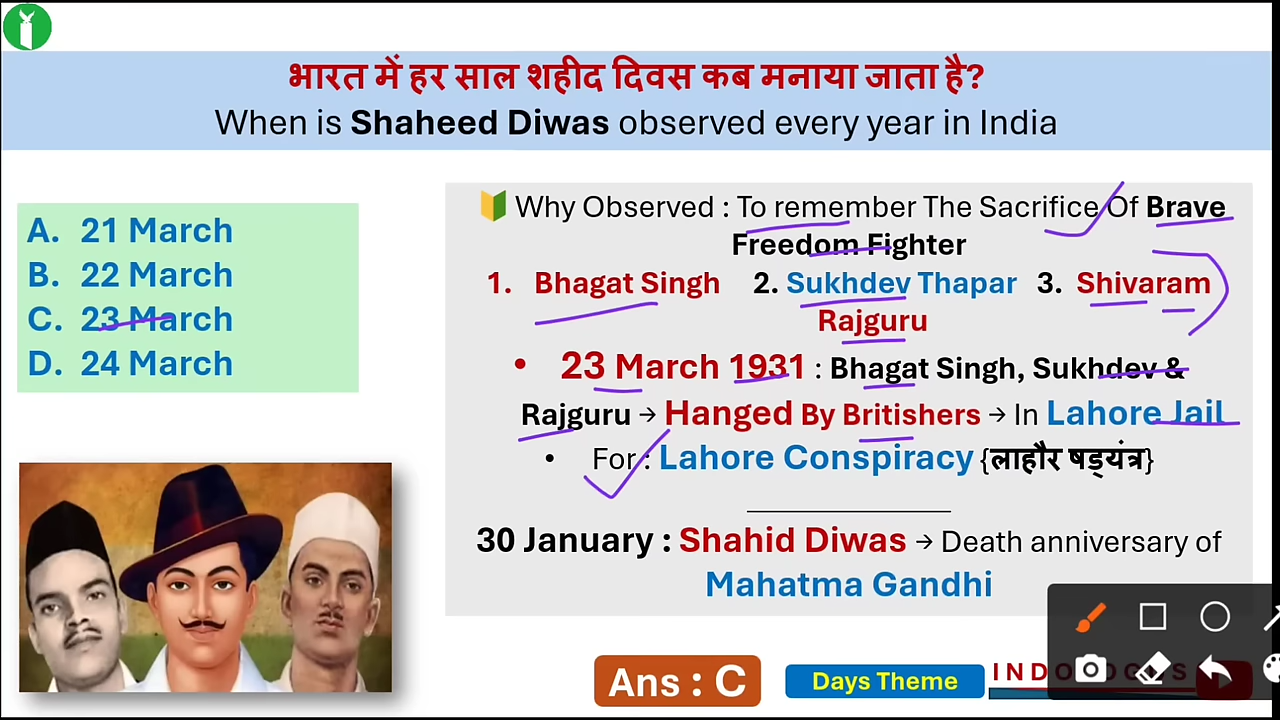 भारत में हर साल शहीद दिवस कब मनाया जाता है?
When is Shaheed Diwas observed every year in India
A. 21 March
B. 22 March
C. 23 March
D. 24 March
Why Observed : To remember The Sacrifice Of Brave
Freedom Fighter
1. Bhagat Singh 2. Sukhdev Thapar 3. Shivaram
Rajguru
• 23 March 1931 : Bhagat Singh, Sukhdev &
Rajguru → Hanged By Britishers → In Lahore Jail
• For : Lahore Conspiracy {लाहौर षड्यंत्र}
30 January : Shahid Diwas → Death anniversary of
Mahatma Gandhi
Ans : C
Days Theme